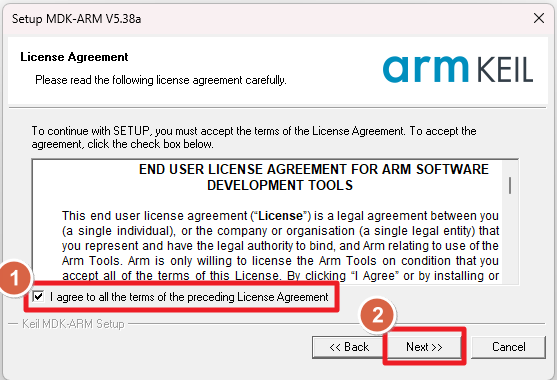 Setup MDK-ARM V5.38a
License Agreement
Please read the following license agreement carefully.
arm KEIL
To continue with SETUP, you must accept the terms of the License Agreement. To accept the
agreement, click the check box below.
END USER LICENSE AGREEMENT FOR ARM SOFTWARE
DEVELOPMENT TOOLS
This end user license agreement (“License”) is a legal agreement between you
(a single individual), or the company or organisation (a single legal entity) that
you represent and have the legal authority to bind, and Arm relating to use of the
Arm Tools. Arm is only willing to license the Arm Tools on condition that you
accept all of the terms of this License. By clicking “I Agree” or by installing or
1
I agree to all the terms of the preceding License Agreement
2
Keil MDK-ARM Setup
<< Back
Next >>
Cancel